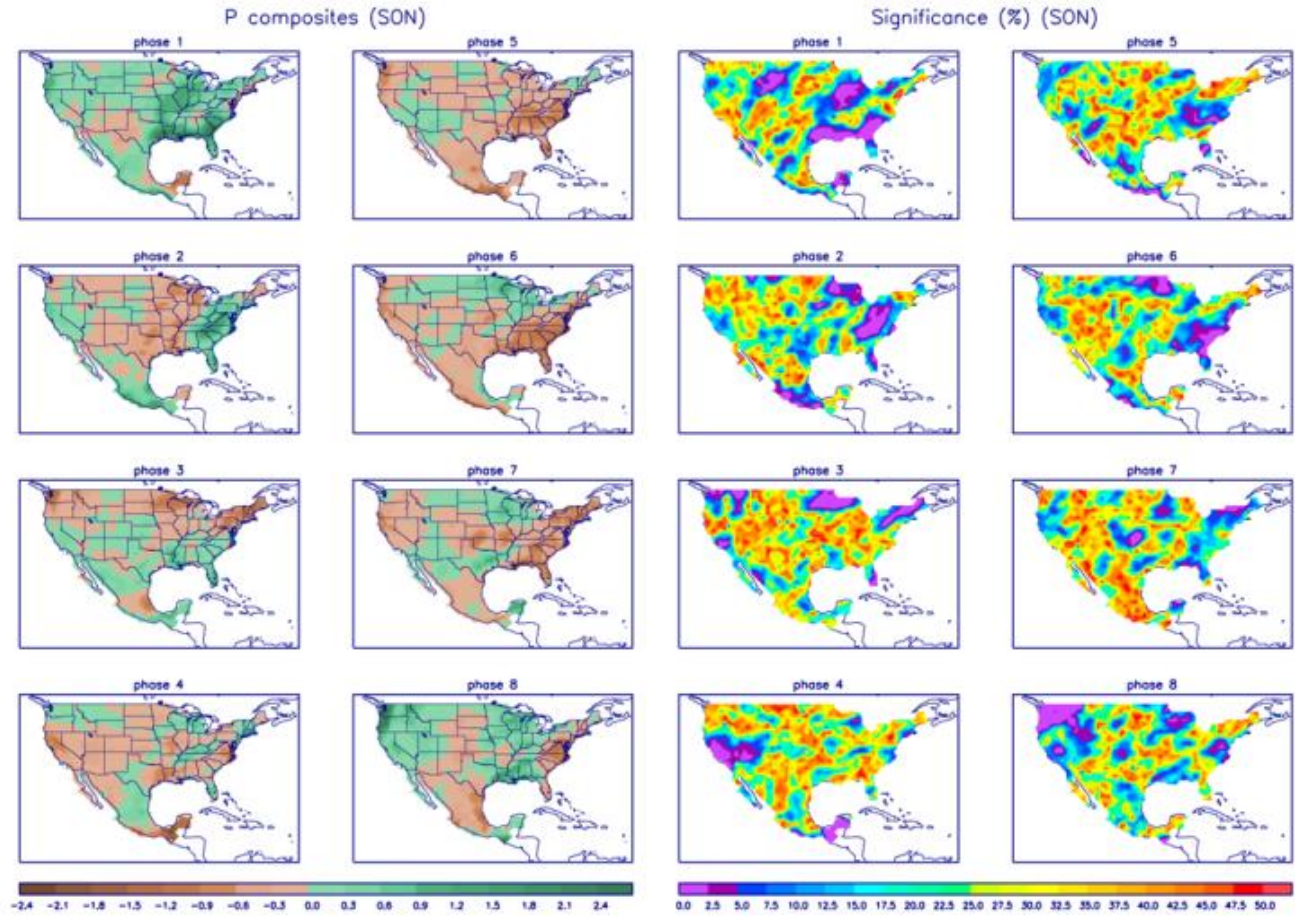 P composites (SON)
Significance (%) (SON)
phase 1
phase 5
phase 1
phase 5
phase 2
phase 6
phase 2
phase 6
phase 3
phase 7
phase 3
phase 7
phase 4
phase 8
phase 4
phase 8
-2.4 -2.1 -1.8 -1.5 -1.2 -0.9 -0.6 -0.3 0.0 0.3 0.6 0.9 1.2 1.5 1.8 2.1 2.4
0.0 2.5 5.0 7.5 10.0 12.5 15.0 17.5 20.0 22.5 25.0 27.5 30.0 32.5 35.0 37.5 40.0 42.5 45.0 47.5 50.0